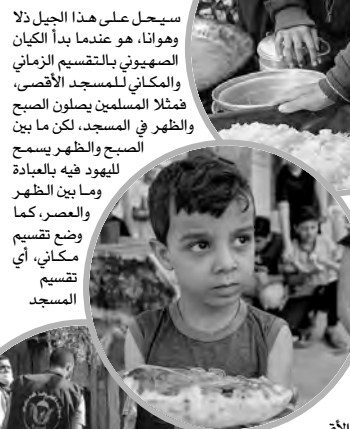 سيحل على هذا الجيل ذلا
وهوانا، هو عندما بدأ الكيان
الصهيوني بالتقسيم الزماني
والمكاني للمسجد الأقصى،
فمثلا المسلمين يصلون الصبح
والظهر في المسجد، لكن ما بين
الصبح والظهر يسمح
لليهود فيه بالعبادة
وما بين الظهر
والعصر، كما
وضع تقسيم
مكاني، أي
تقسيم
المسجد